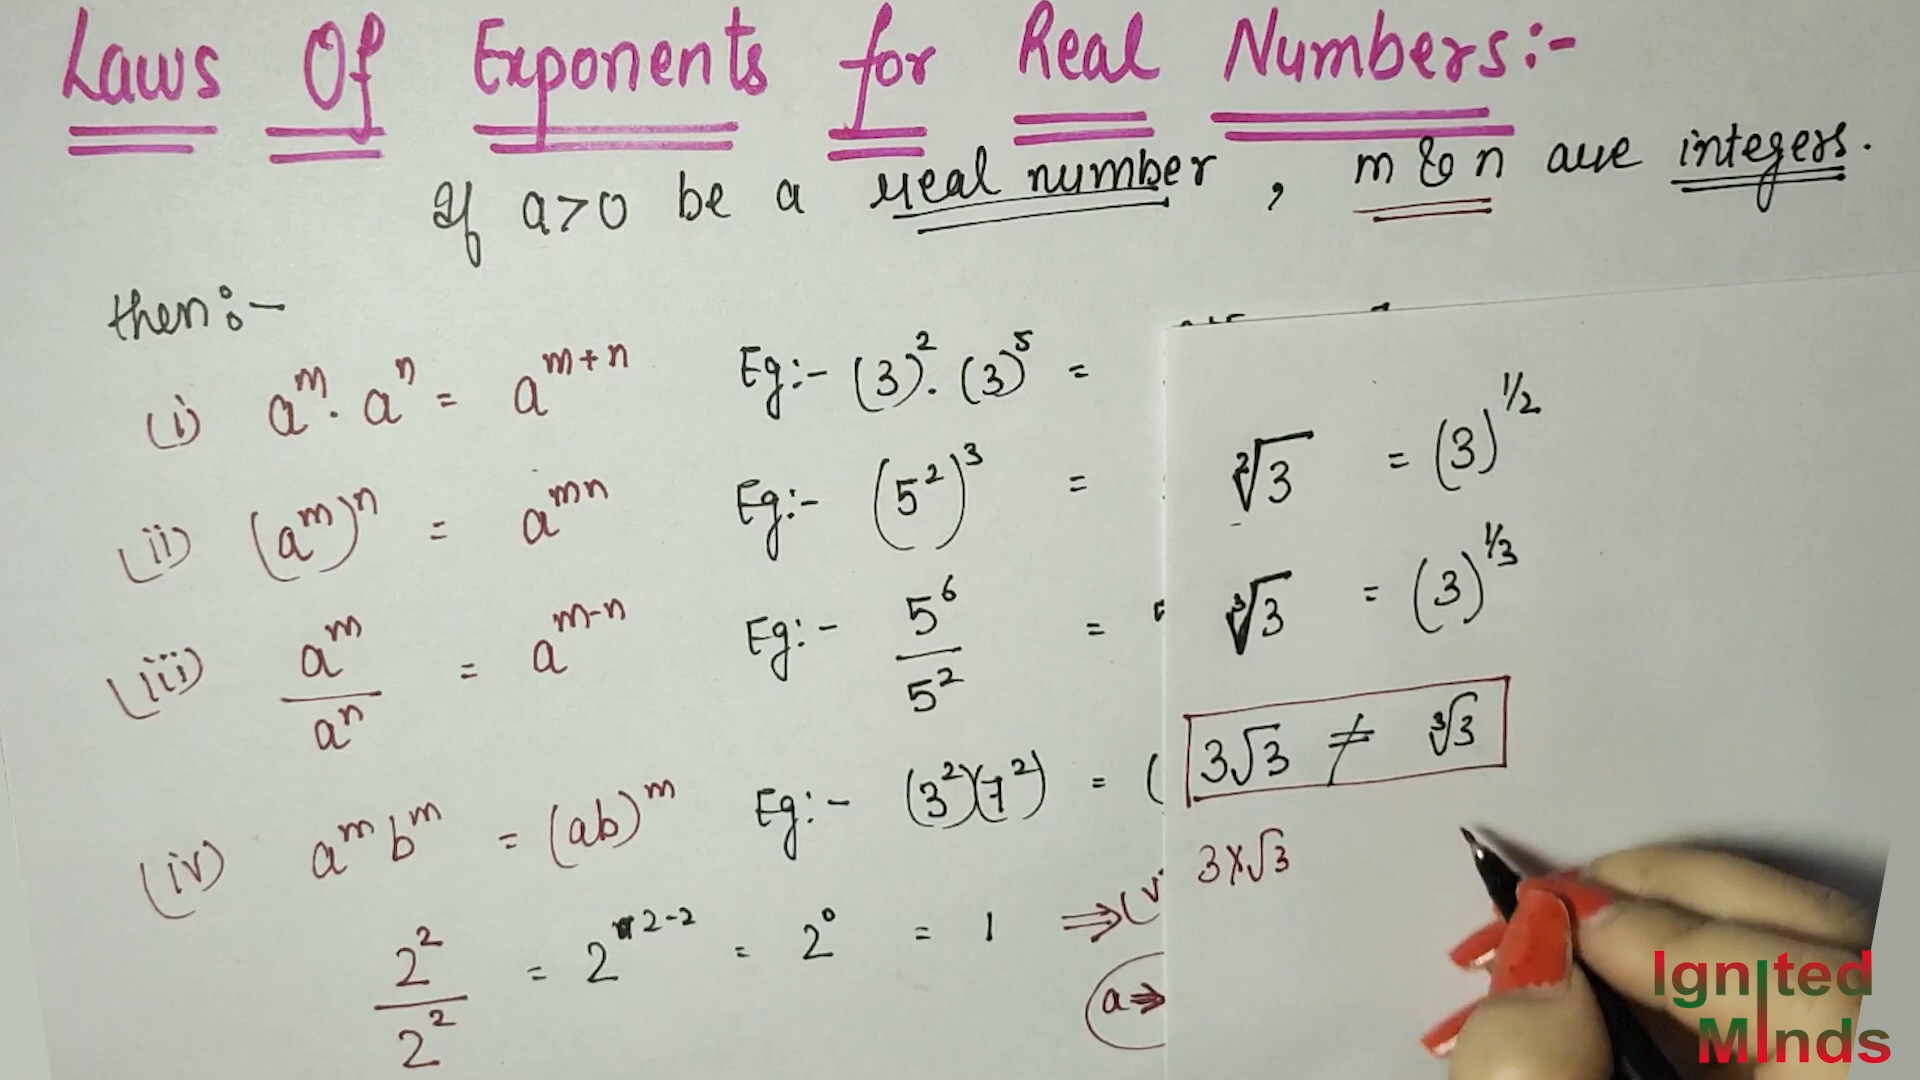 Laws Of Exponents for Real Numbers:-
If a>0 be a real number, m & n are integers.
then:-
(i) a^m . a^n = a^(m+n) Eg:- (3)^2 . (3)^5 =
(ii) (a^m)^n = a^(mn) Eg:- (5^2)^3 =
(iii) a^m/a^n = a^(m-n) Eg:- 5^6/5^2 =
(iv) a^m b^m = (ab)^m Eg:- (3^2)(7^2) = (
2^2/2^2 = 2^(2-2) = 2^0 = 1 ⇒ (v
a ⇒
²√3 = (3)^(1/2)
³√3 = (3)^(1/3)
3√3 ≠ ³√3
3×√3
Ignited
Minds